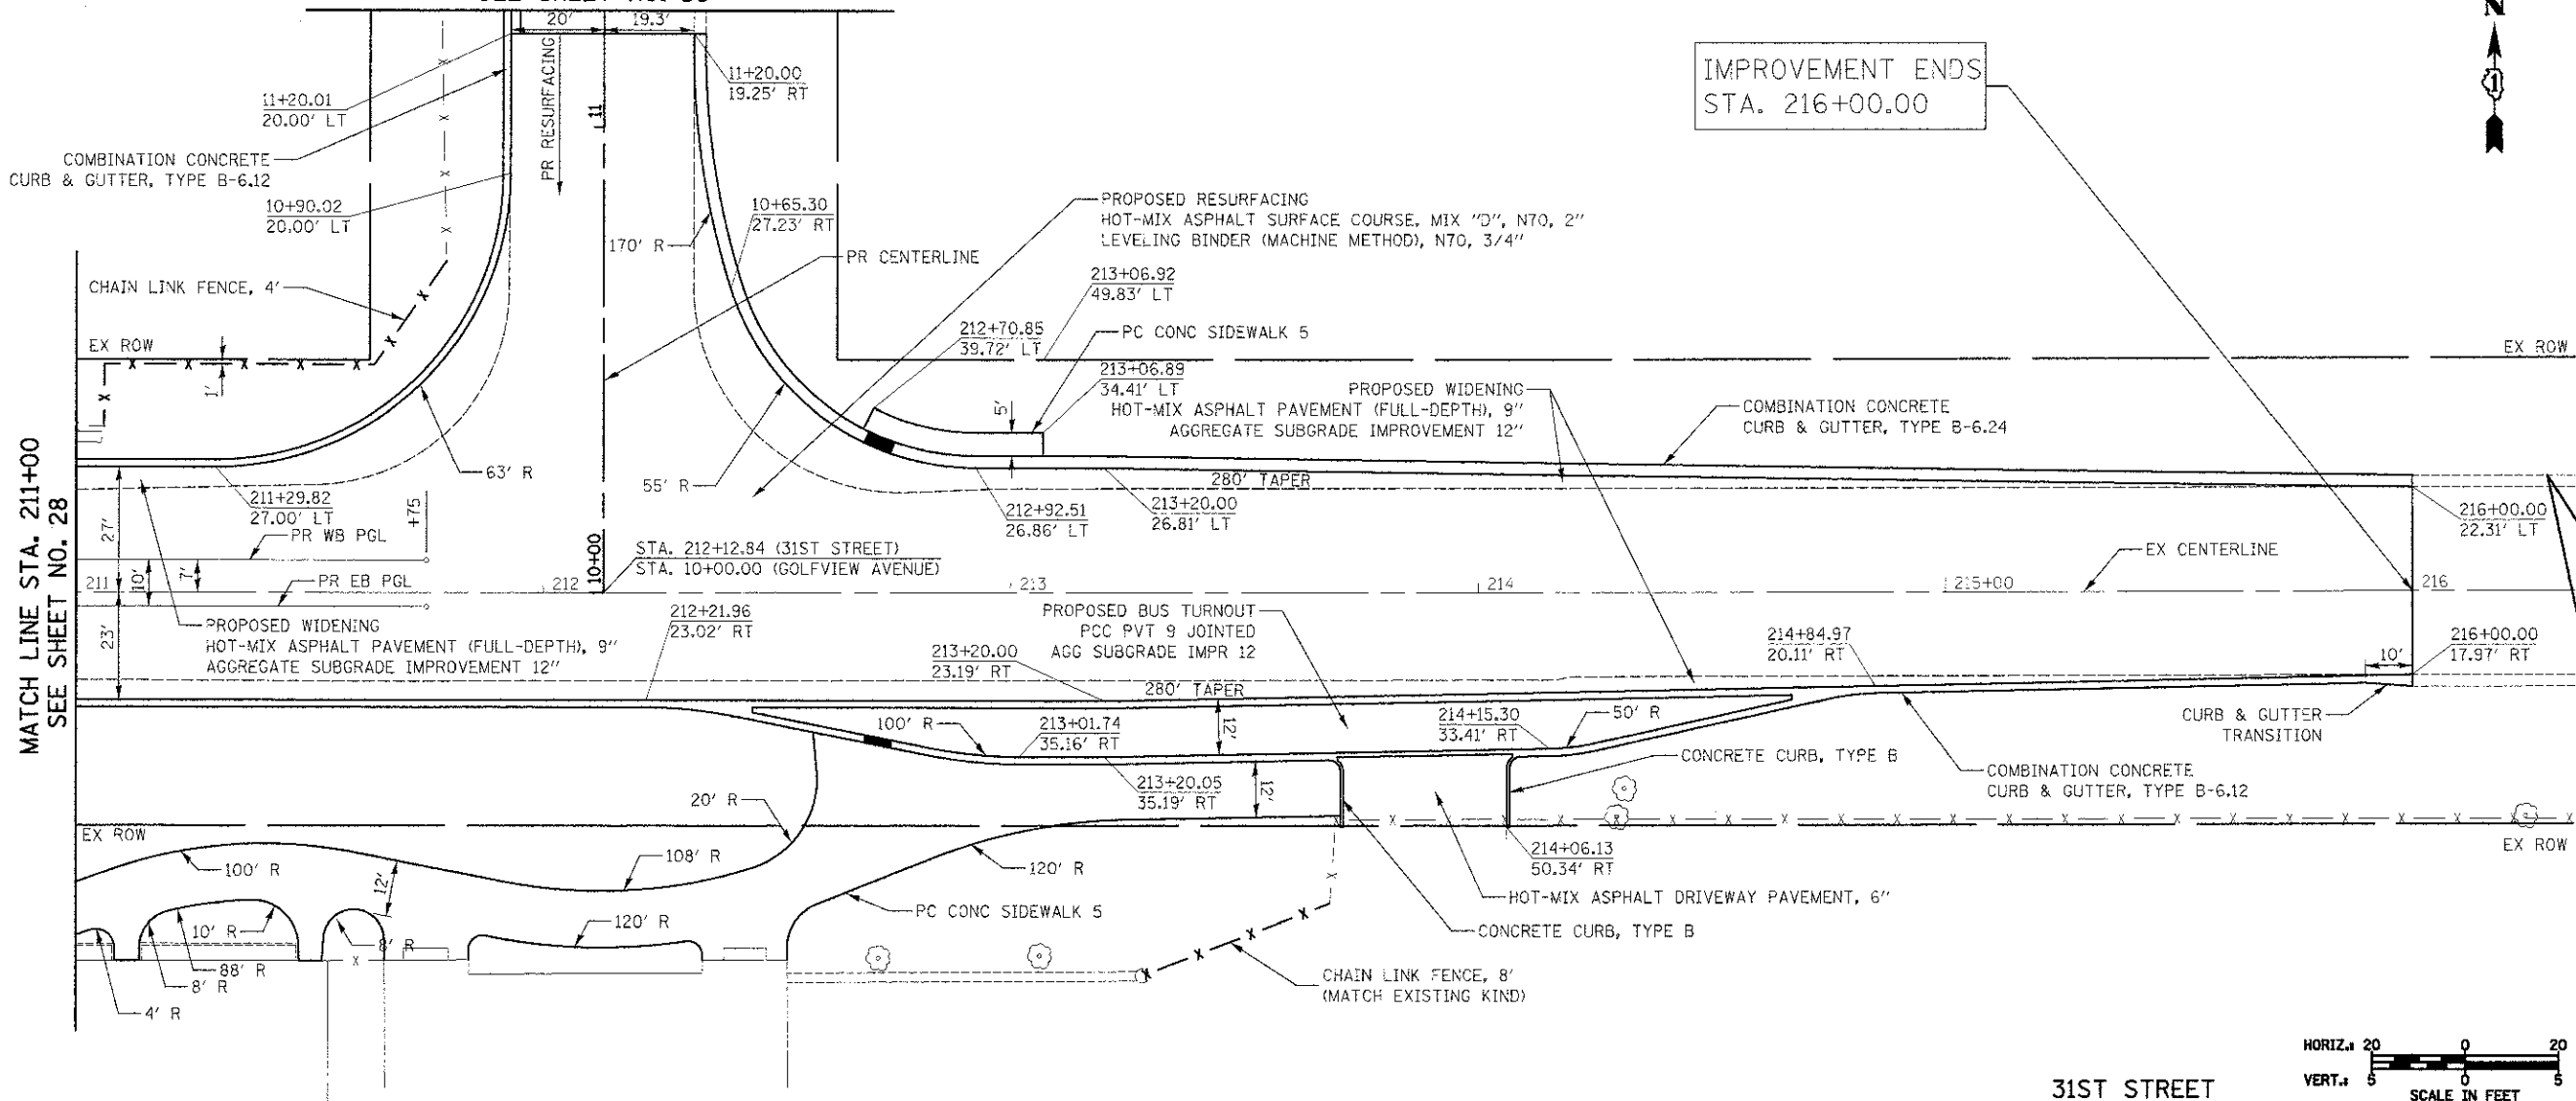 20'
19.3'
N
1
IMPROVEMENT ENDS
STA. 216+00.00
11+20.00
19.25' RT
11+20.01
20.00' LT
PR RESURFACING
11
COMBINATION CONCRETE
CURB & GUTTER, TYPE B-6.12
10+90.02
20.00' LT
10+65.30
27.23' RT
PROPOSED RESURFACING
HOT-MIX ASPHALT SURFACE COURSE, MIX "D", N70, 2"
LEVELING BINDER (MACHINE METHOD), N70, 3/4"
170' R
PR CENTERLINE
CHAIN LINK FENCE, 4'
213+06.92
49.83' LT
212+70.85
39.72' LT
PC CONC SIDEWALK 5
EX ROW
EX ROW
1'
213+06.89
34.41' LT
5'
PROPOSED WIDENING
HOT-MIX ASPHALT PAVEMENT (FULL-DEPTH), 9"
AGGREGATE SUBGRADE IMPROVEMENT 12"
COMBINATION CONCRETE
CURB & GUTTER, TYPE B-6.24
MATCH LINE STA. 211+00
SEE SHEET NO. 28
63' R
55' R
280' TAPER
211+29.82
27.00' LT
+75
212+92.51
26.86' LT
213+20.00
26.81' LT
216+00.00
22.31' LT
27'
PR WB PGL
10'
7'
10+00
STA. 212+12.84 (31ST STREET)
STA. 10+00.00 (GOLFVIEW AVENUE)
EX CENTERLINE
211
PR EB PGL
212
213
214
215+00
216
23'
PROPOSED WIDENING
HOT-MIX ASPHALT PAVEMENT (FULL-DEPTH), 9"
AGGREGATE SUBGRADE IMPROVEMENT 12"
212+21.96
23.02' RT
PROPOSED BUS TURNOUT
PCC PVT 9 JOINTED
AGG SUBGRADE IMPR 12
213+20.00
23.19' RT
214+84.97
20.11' RT
216+00.00
17.97' RT
10'
280' TAPER
100' R
213+01.74
35.16' RT
12'
214+15.30
33.41' RT
50' R
CURB & GUTTER
TRANSITION
CONCRETE CURB, TYPE B
COMBINATION CONCRETE
CURB & GUTTER, TYPE B-6.12
20' R
213+20.05
35.19' RT
12'
EX ROW
EX ROW
100' R
108' R
12'
120' R
214+06.13
50.34' RT
HOT-MIX ASPHALT DRIVEWAY PAVEMENT, 6"
10' R
8' R
120' R
PC CONC SIDEWALK 5
CONCRETE CURB, TYPE B
88' R
8' R
4' R
CHAIN LINK FENCE, 8'
(MATCH EXISTING KIND)
31ST STREET
HORIZ.: 20 0 20
VERT.: 5 0 5
SCALE IN FEET